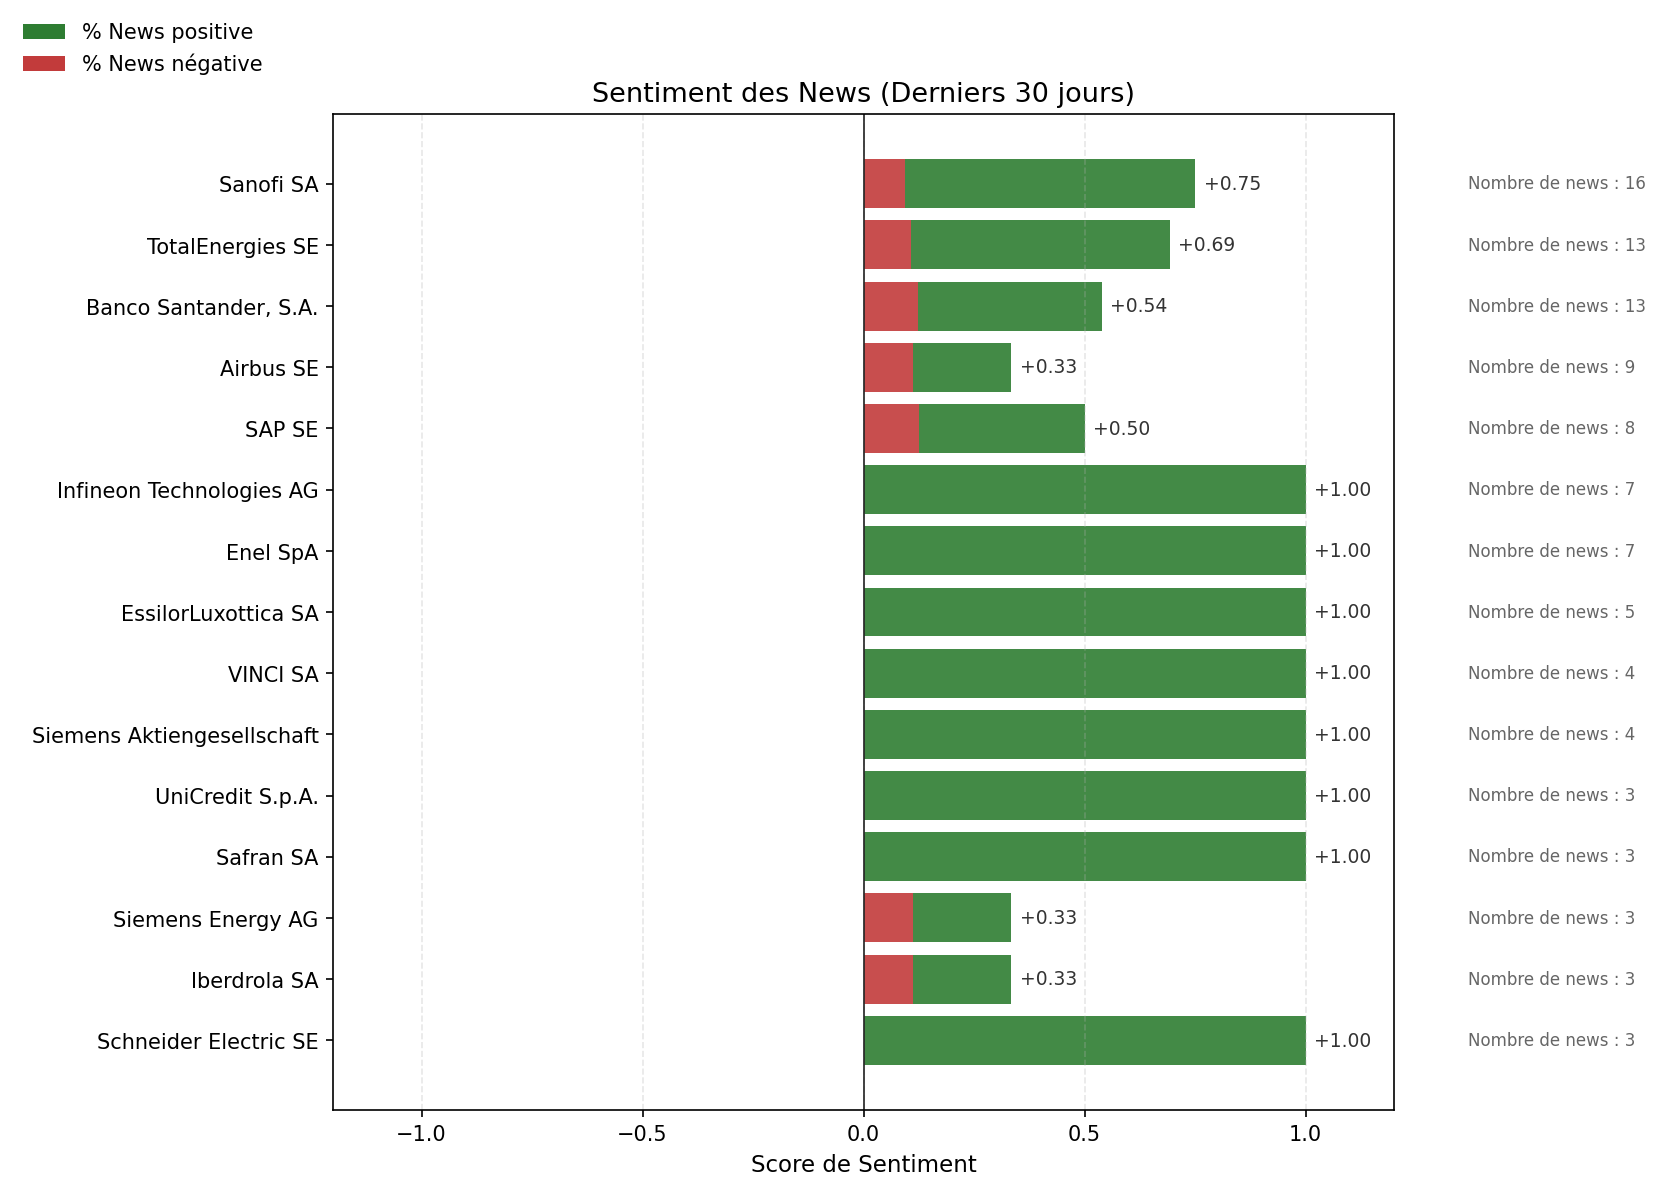 % News positive
% News négative
Sentiment des News (Derniers 30 jours)
Sanofi SA +0.75 Nombre de news : 16
TotalEnergies SE +0.69 Nombre de news : 13
Banco Santander, S.A. +0.54 Nombre de news : 13
Airbus SE +0.33 Nombre de news : 9
SAP SE +0.50 Nombre de news : 8
Infineon Technologies AG +1.00 Nombre de news : 7
Enel SpA +1.00 Nombre de news : 7
EssilorLuxottica SA +1.00 Nombre de news : 5
VINCI SA +1.00 Nombre de news : 4
Siemens Aktiengesellschaft +1.00 Nombre de news : 4
UniCredit S.p.A. +1.00 Nombre de news : 3
Safran SA +1.00 Nombre de news : 3
Siemens Energy AG +0.33 Nombre de news : 3
Iberdrola SA +0.33 Nombre de news : 3
Schneider Electric SE +1.00 Nombre de news : 3
−1.0 −0.5 0.0 0.5 1.0
Score de Sentiment